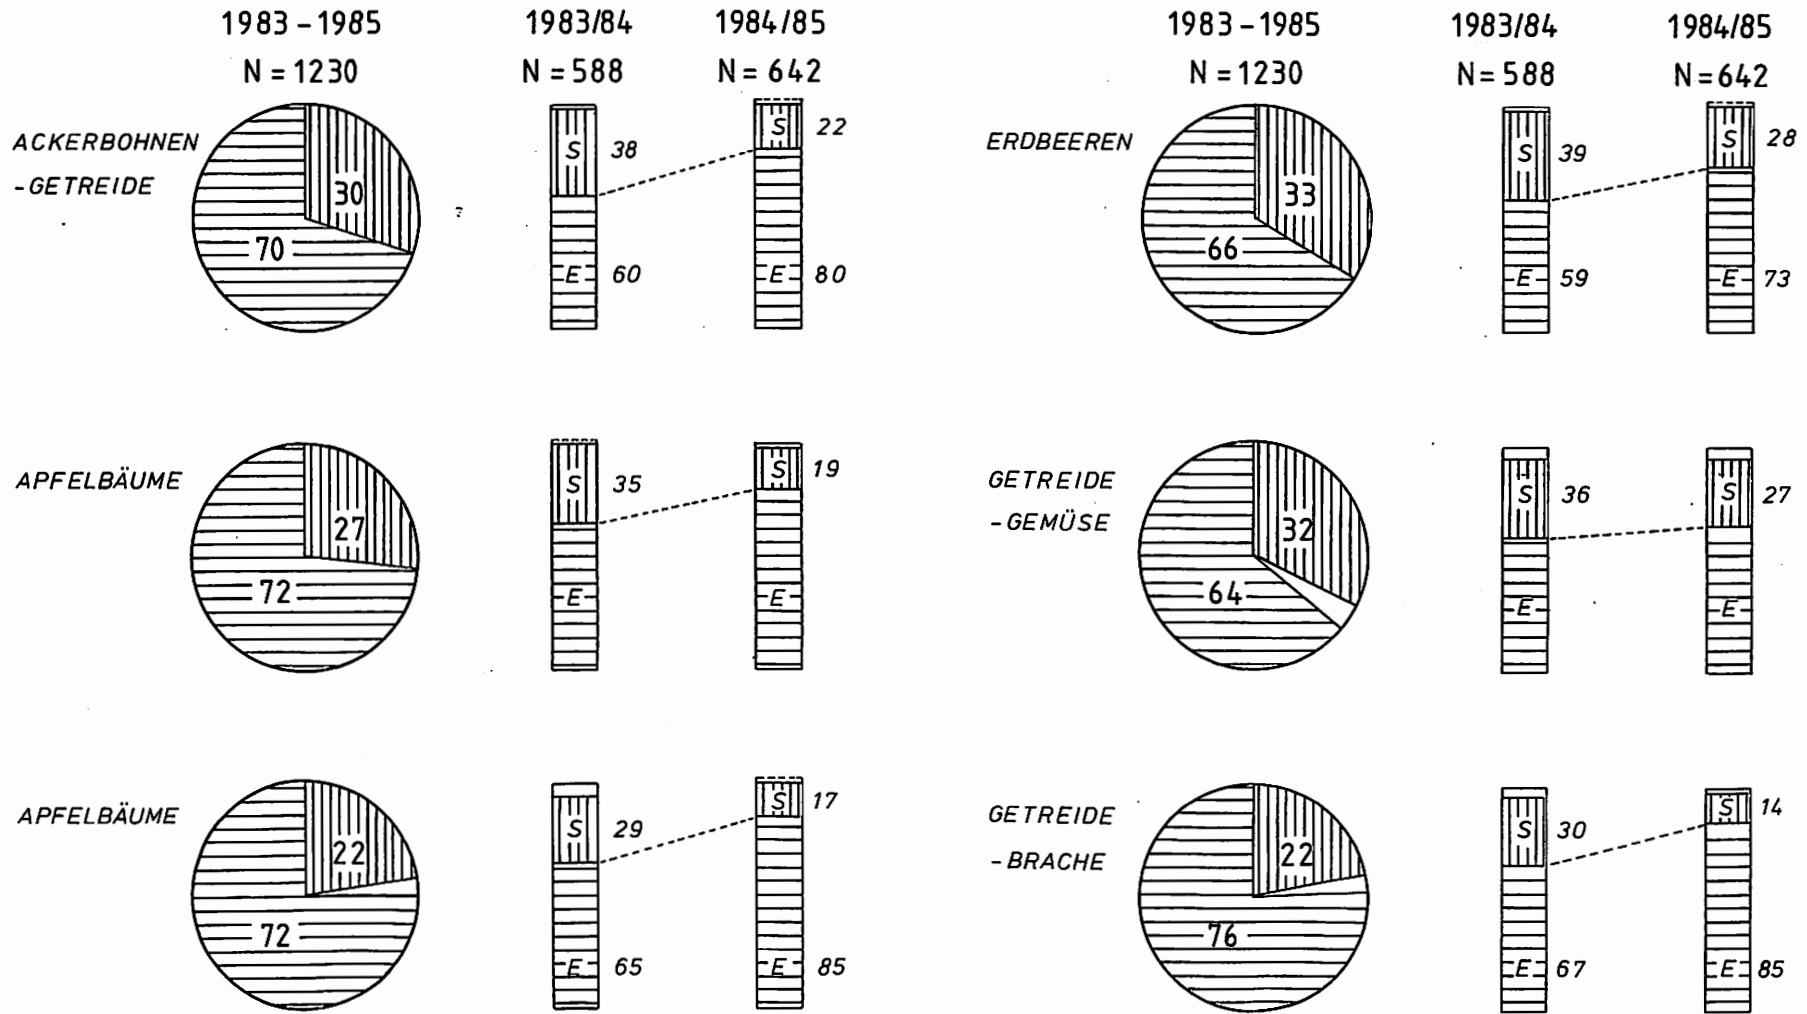 1983 - 1985 1983/84 1984/85
N = 1230 N = 588 N = 642
ACKERBOHNEN
- GETREIDE
30
70
S 38
E 60
S 22
E 80
APFELBÄUME
27
72
S 35
E
S 19
E
APFELBÄUME
22
72
S 29
E 65
S 17
E 85
1983 - 1985 1983/84 1984/85
N = 1230 N = 588 N = 642
ERDBEEREN
33
66
S 39
E 59
S 28
E 73
GETREIDE
- GEMÜSE
32
64
S 36
E
S 27
E
GETREIDE
- BRACHE
22
76
S 30
E 67
S 14
E 85